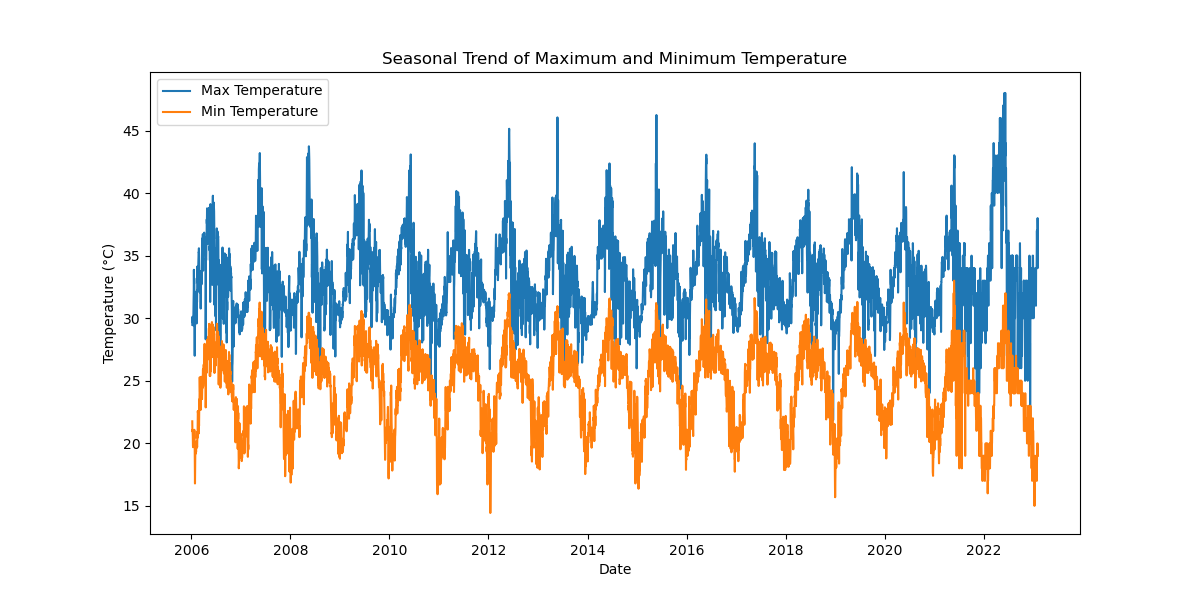 Seasonal Trend of Maximum and Minimum Temperature
Max Temperature
Min Temperature
Temperature (°C)
45
40
35
30
25
20
15
2006 2008 2010 2012 2014 2016 2018 2020 2022
Date